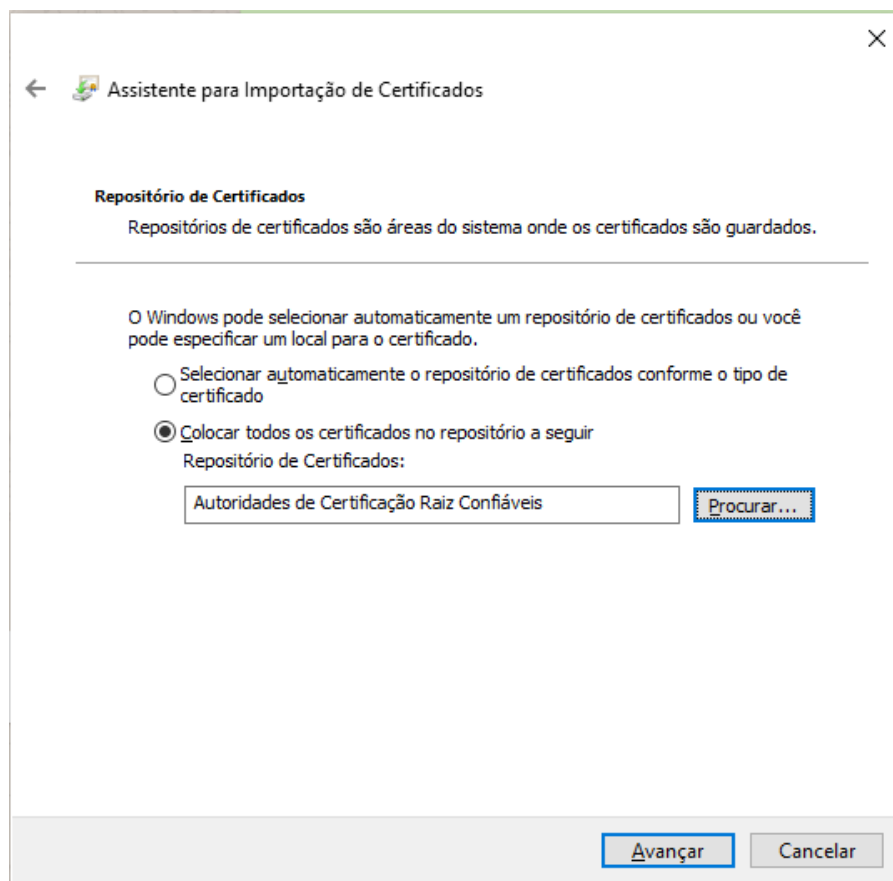 Assistente para Importação de Certificados
Repositório de Certificados
Repositórios de certificados são áreas do sistema onde os certificados são guardados.
O Windows pode selecionar automaticamente um repositório de certificados ou você
pode especificar um local para o certificado.
Selecionar automaticamente o repositório de certificados conforme o tipo de
certificado
Colocar todos os certificados no repositório a seguir
Repositório de Certificados:
Autoridades de Certificação Raiz Confiáveis
Procurar...
Avançar
Cancelar